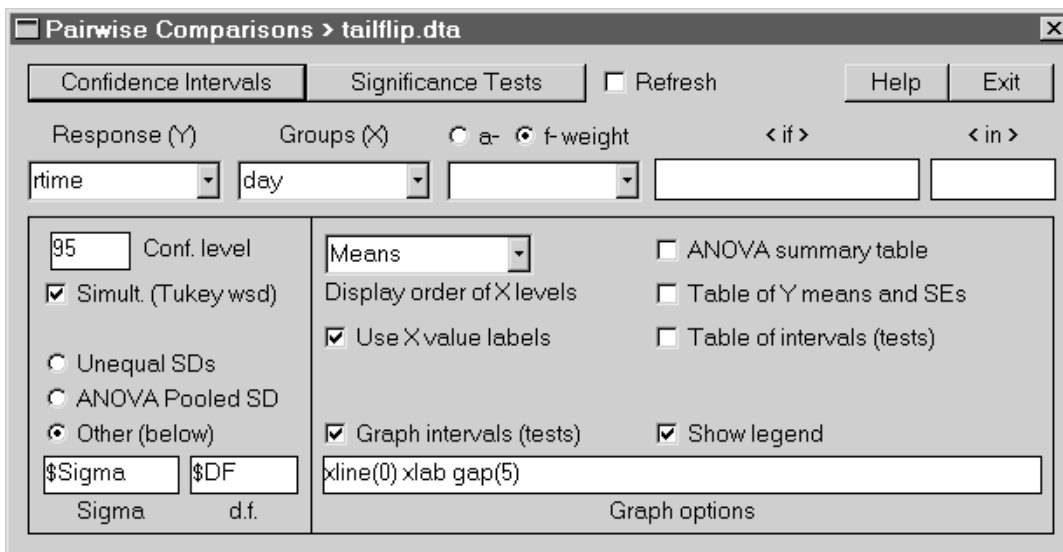 Pairwise Comparisons > tailflip.dta
Confidence Intervals Significance Tests Refresh Help Exit
Response (Y) Groups (X) a- f-weight < if > < in >
rtime day
95 Conf. level Means ANOVA summary table
Simult. (Tukey wsd) Display order of X levels Table of Y means and SEs
Use X value labels Table of intervals (tests)
Unequal SDs
ANOVA Pooled SD
Other (below) Graph intervals (tests) Show legend
$Sigma $DF xline(0) xlab gap(5)
Sigma d.f. Graph options